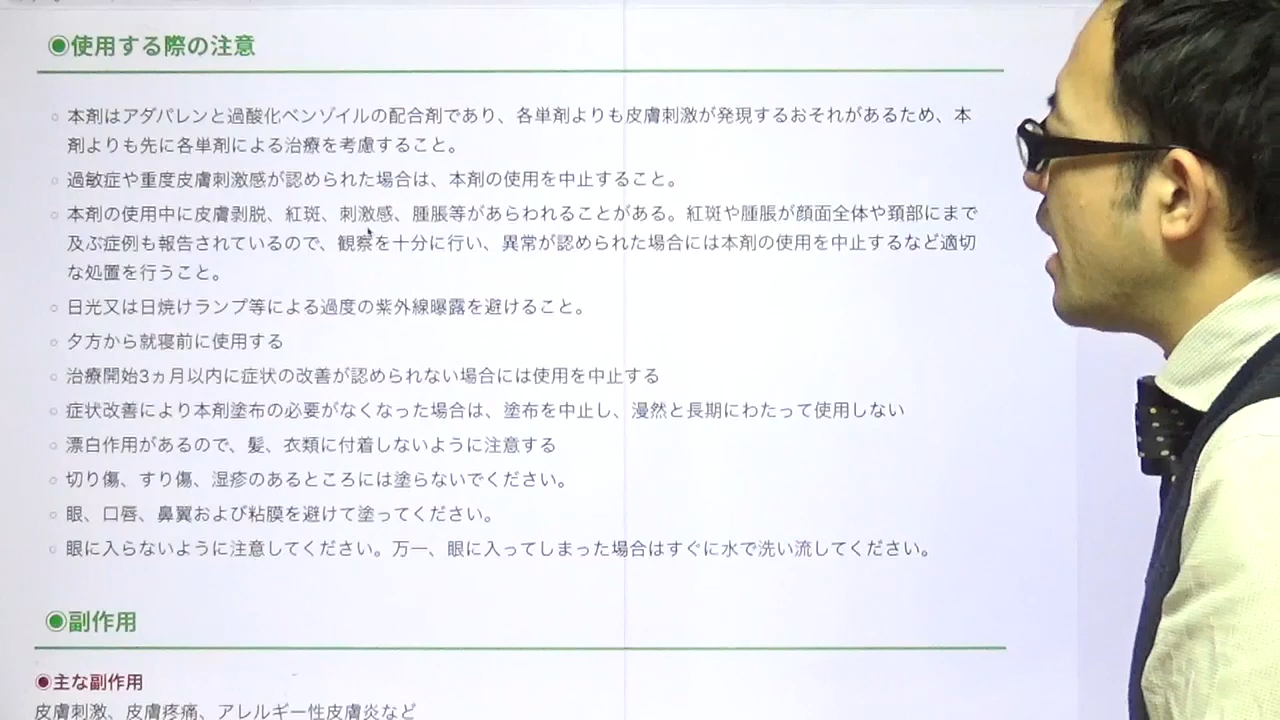 ◉使用する際の注意
○ 本剤はアダパレンと過酸化ベンゾイルの配合剤であり、各単剤よりも皮膚刺激が発現するおそれがあるため、本
剤よりも先に各単剤による治療を考慮すること。
○ 過敏症や重度皮膚刺激感が認められた場合は、本剤の使用を中止すること。
○ 本剤の使用中に皮膚剥脱、紅斑、刺激感、腫脹等があらわれることがある。紅斑や腫脹が顔面全体や頚部にまで
及ぶ症例も報告されているので、観察を十分に行い、異常が認められた場合には本剤の使用を中止するなど適切
な処置を行うこと。
○ 日光又は日焼けランプ等による過度の紫外線曝露を避けること。
○ 夕方から就寝前に使用する
○ 治療開始3ヵ月以内に症状の改善が認められない場合には使用を中止する
○ 症状改善により本剤塗布の必要がなくなった場合は、塗布を中止し、漫然と長期にわたって使用しない
○ 漂白作用があるので、髪、衣類に付着しないように注意する
○ 切り傷、すり傷、湿疹のあるところには塗らないでください。
○ 眼、口唇、鼻翼および粘膜を避けて塗ってください。
○ 眼に入らないように注意してください。万一、眼に入ってしまった場合はすぐに水で洗い流してください。
◉副作用
◉主な副作用
皮膚刺激、皮膚疼痛、アレルギー性皮膚炎など